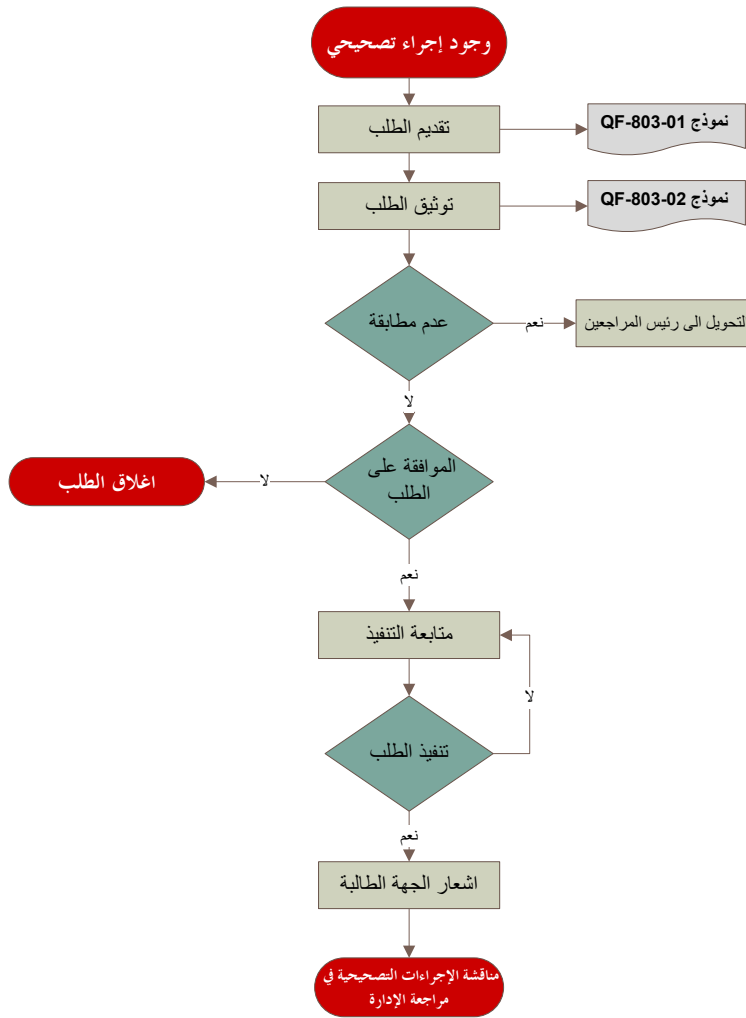 وجود إجراء تصحيحي
تقديم الطلب
نموذج QF-803-01
توثيق الطلب
نموذج QF-803-02
عدم مطابقة
نعم
التحويل الى رئيس المراجعين
لا
الموافقة على
الطلب
لا
اغلاق الطلب
نعم
متابعة التنفيذ
لا
تنفيذ الطلب
نعم
اشعار الجهة الطالبة
مناقشة الإجراءات التصحيحية في
مراجعة الإدارة